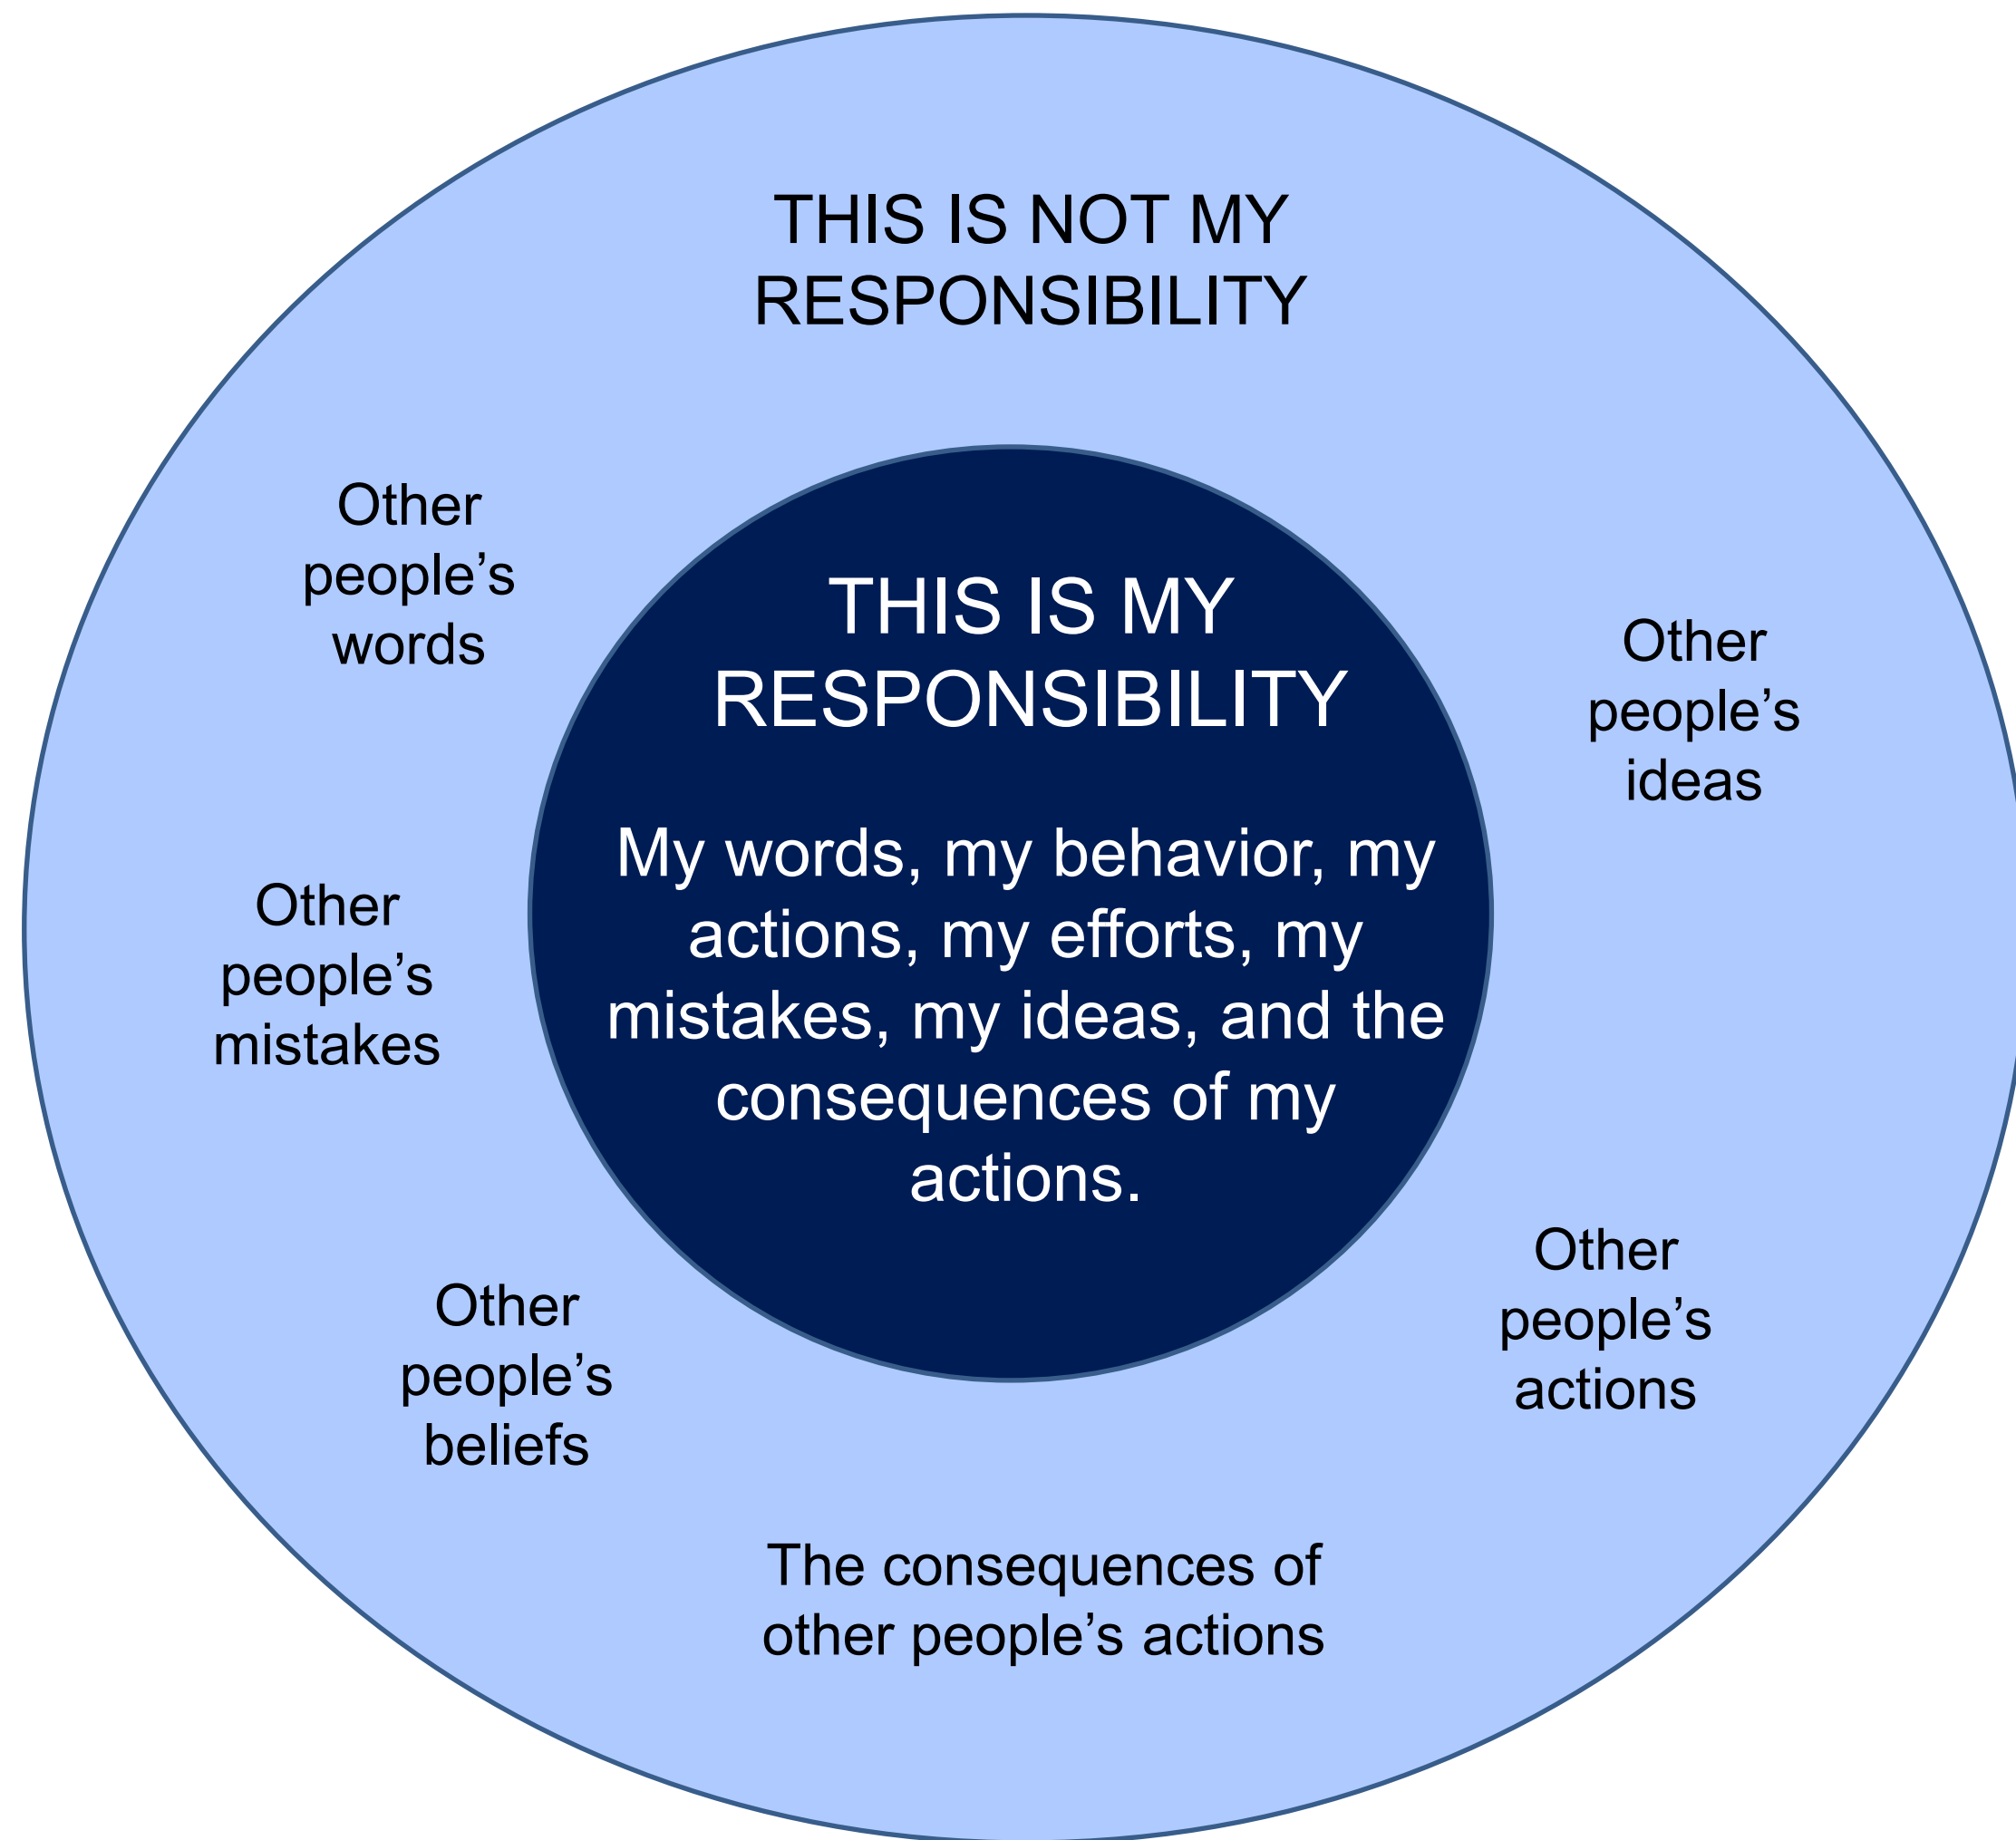 THIS IS NOT MY
RESPONSIBILITY
Other
people’s
words
THIS IS MY
RESPONSIBILITY
My words, my behavior, my
actions, my efforts, my
mistakes, my ideas, and the
consequences of my
actions.
Other
people’s
ideas
Other
people’s
mistakes
Other
people’s
beliefs
Other
people’s
actions
The consequences of
other people’s actions